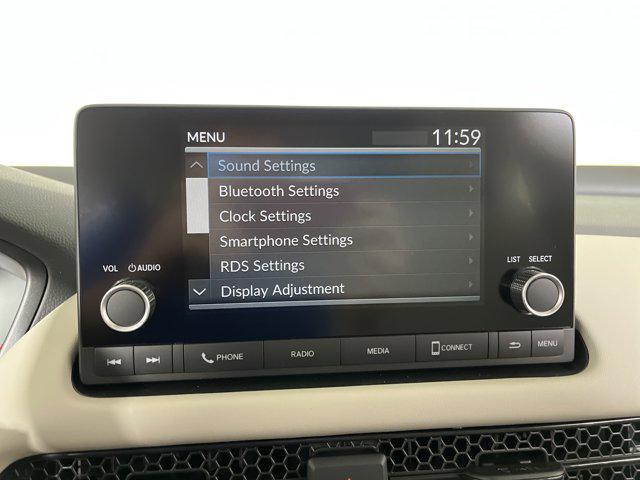 MENU 11:59
Sound Settings
Bluetooth Settings
Clock Settings
Smartphone Settings
RDS Settings
Display Adjustment
VOL AUDIO
LIST SELECT
PHONE RADIO MEDIA CONNECT MENU